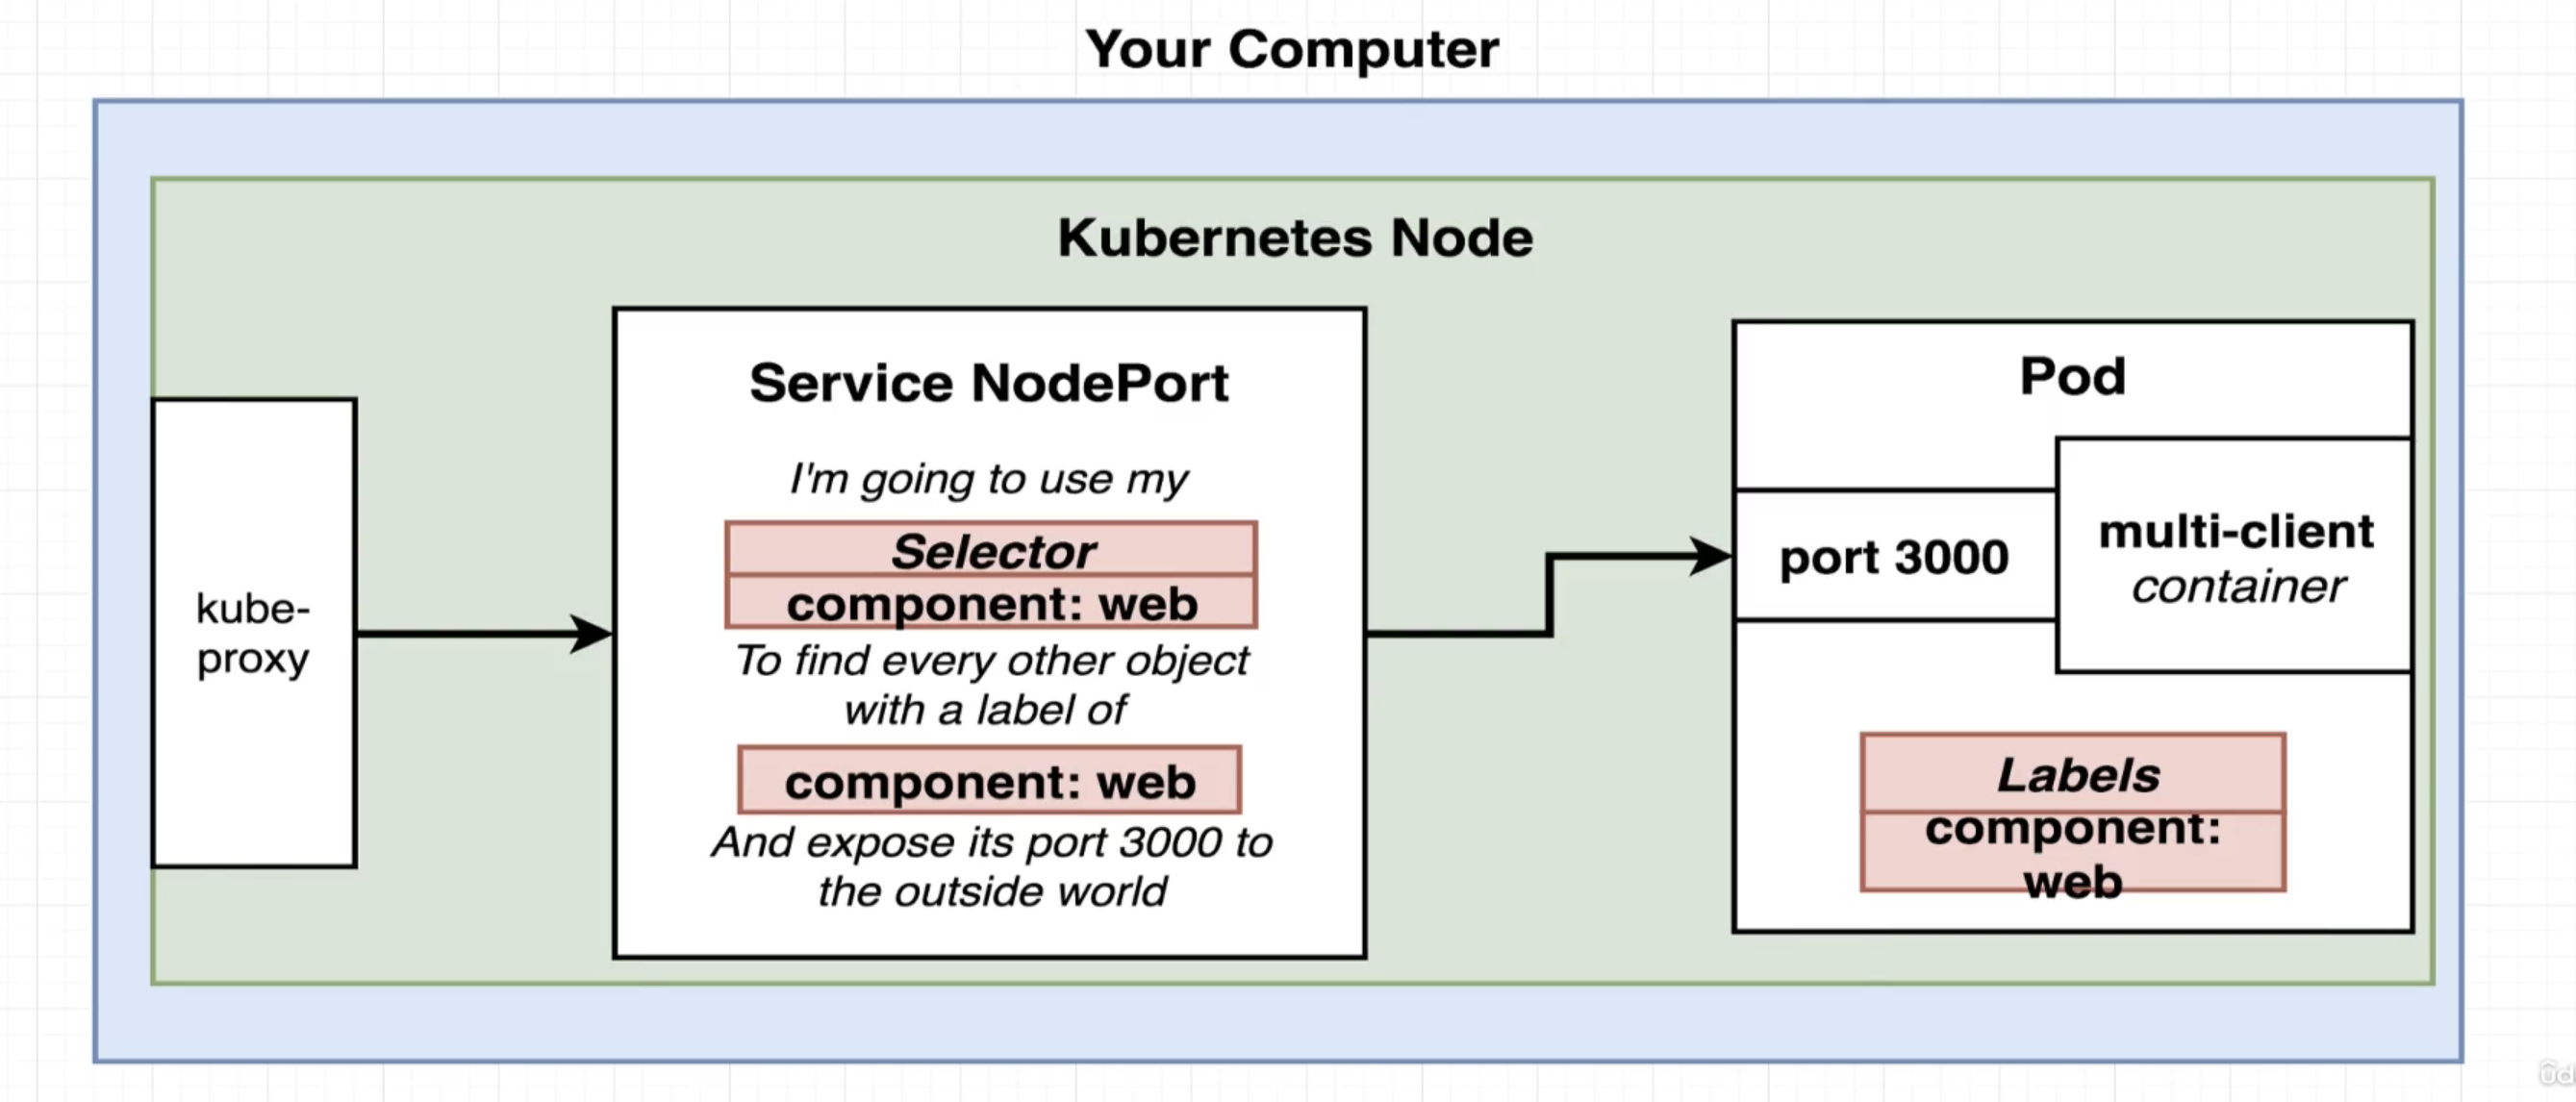 Your Computer
Kubernetes Node
kube-
proxy
Service NodePort
I'm going to use my
Selector
component: web
To find every other object
with a label of
component: web
And expose its port 3000 to
the outside world
Pod
port 3000
multi-client
container
Labels
component:
web